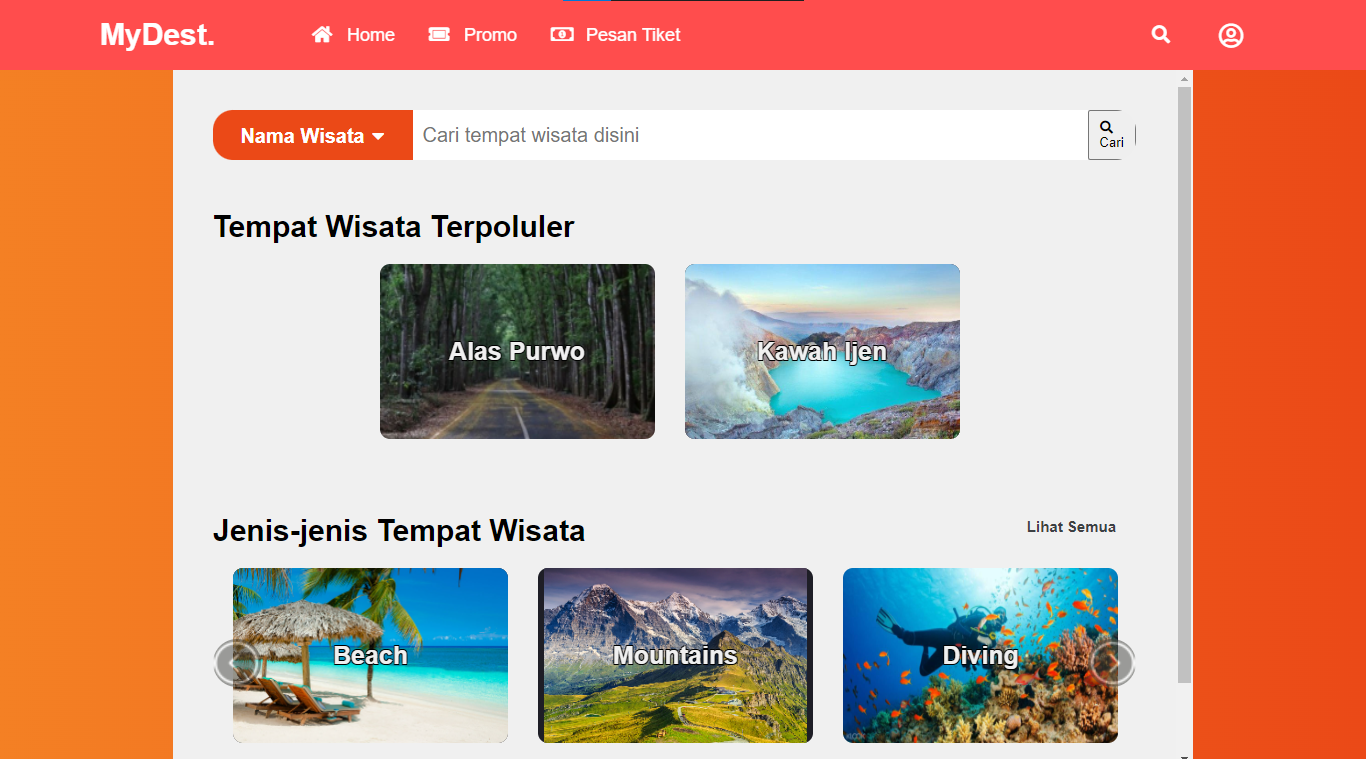 MyDest.
Home
Promo
Pesan Tiket
Nama Wisata
Cari tempat wisata disini
Cari
Tempat Wisata Terpoluler
Alas Purwo
Kawah Ijen
Jenis-jenis Tempat Wisata
Lihat Semua
Beach
Mountains
Diving